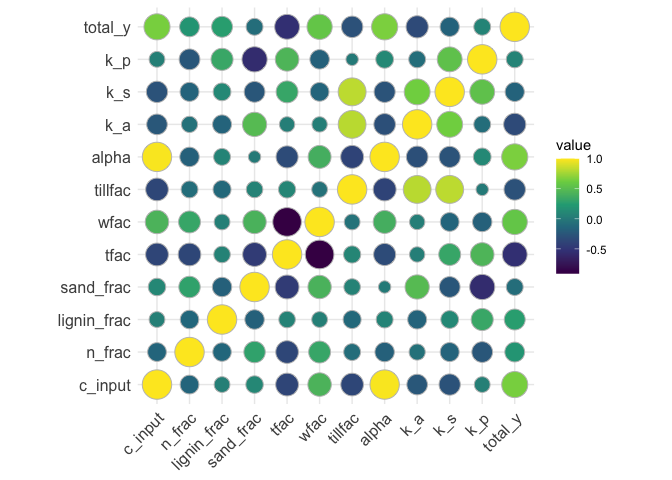 total_y
k_p
k_s
k_a
alpha
tillfac
wfac
tfac
sand_frac
lignin_frac
n_frac
c_input
c_input
n_frac
lignin_frac
sand_frac
tfac
wfac
tillfac
alpha
k_a
k_s
k_p
total_y
value
1.0
0.5
0.0
-0.5